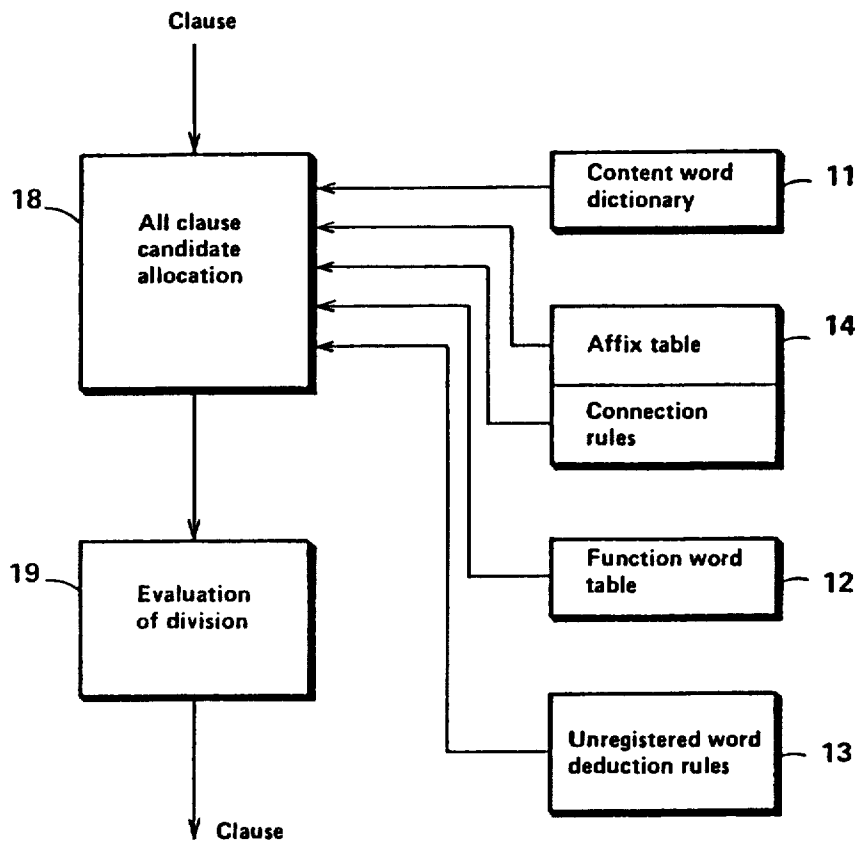 Clause
18
All clause
candidate
allocation
Content word
dictionary
11
Affix table
Connection
rules
14
Function word
table
12
Unregistered word
deduction rules
13
19
Evaluation
of division
Clause